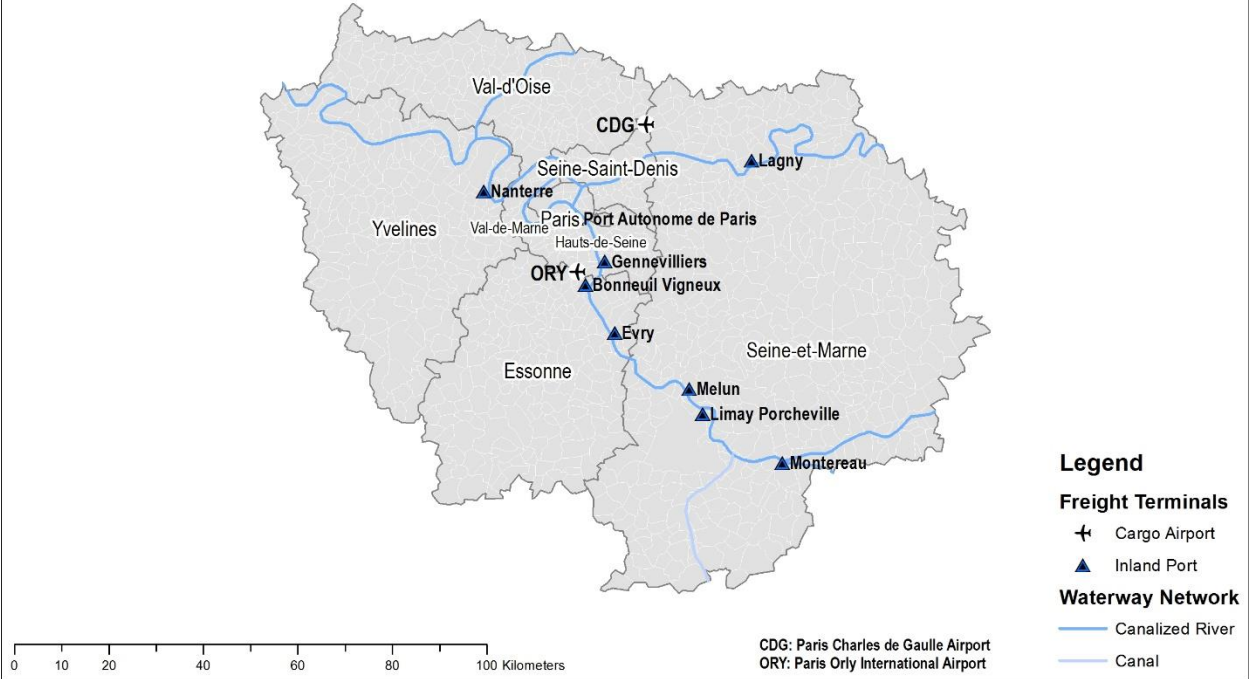 Val-d'Oise
CDG
Seine-Saint-Denis
Lagny
Nanterre
Paris
Port Autonome de Paris
Yvelines
Val-de-Marne
Hauts-de-Seine
Gennevilliers
ORY
Bonneuil Vigneux
Evry
Seine-et-Marne
Essonne
Melun
Limay Porcheville
Montereau
Legend
Freight Terminals
Cargo Airport
Inland Port
Waterway Network
Canalized River
Canal
CDG: Paris Charles de Gaulle Airport
ORY: Paris Orly International Airport
0 10 20 40 60 80 100 Kilometers